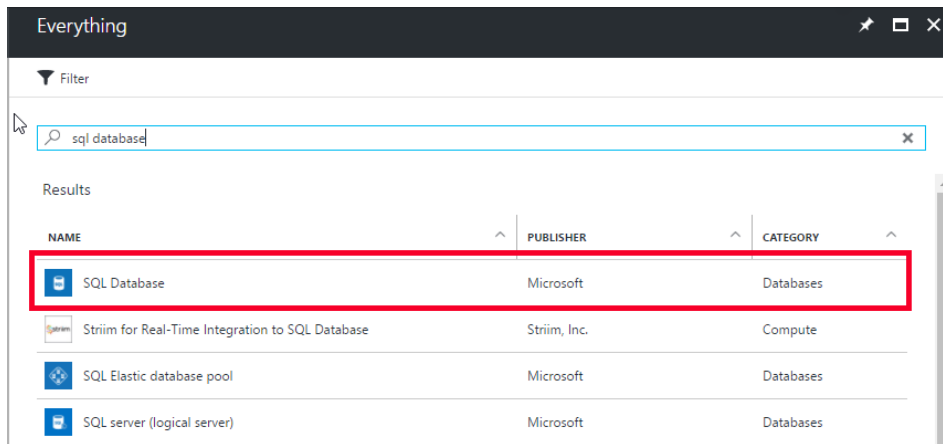 Everything
Filter
sql database
Results
NAME PUBLISHER CATEGORY
SQL Database Microsoft Databases
Striim Striim for Real-Time Integration to SQL Database Striim, Inc. Compute
SQL Elastic database pool Microsoft Databases
SQL server (logical server) Microsoft Databases